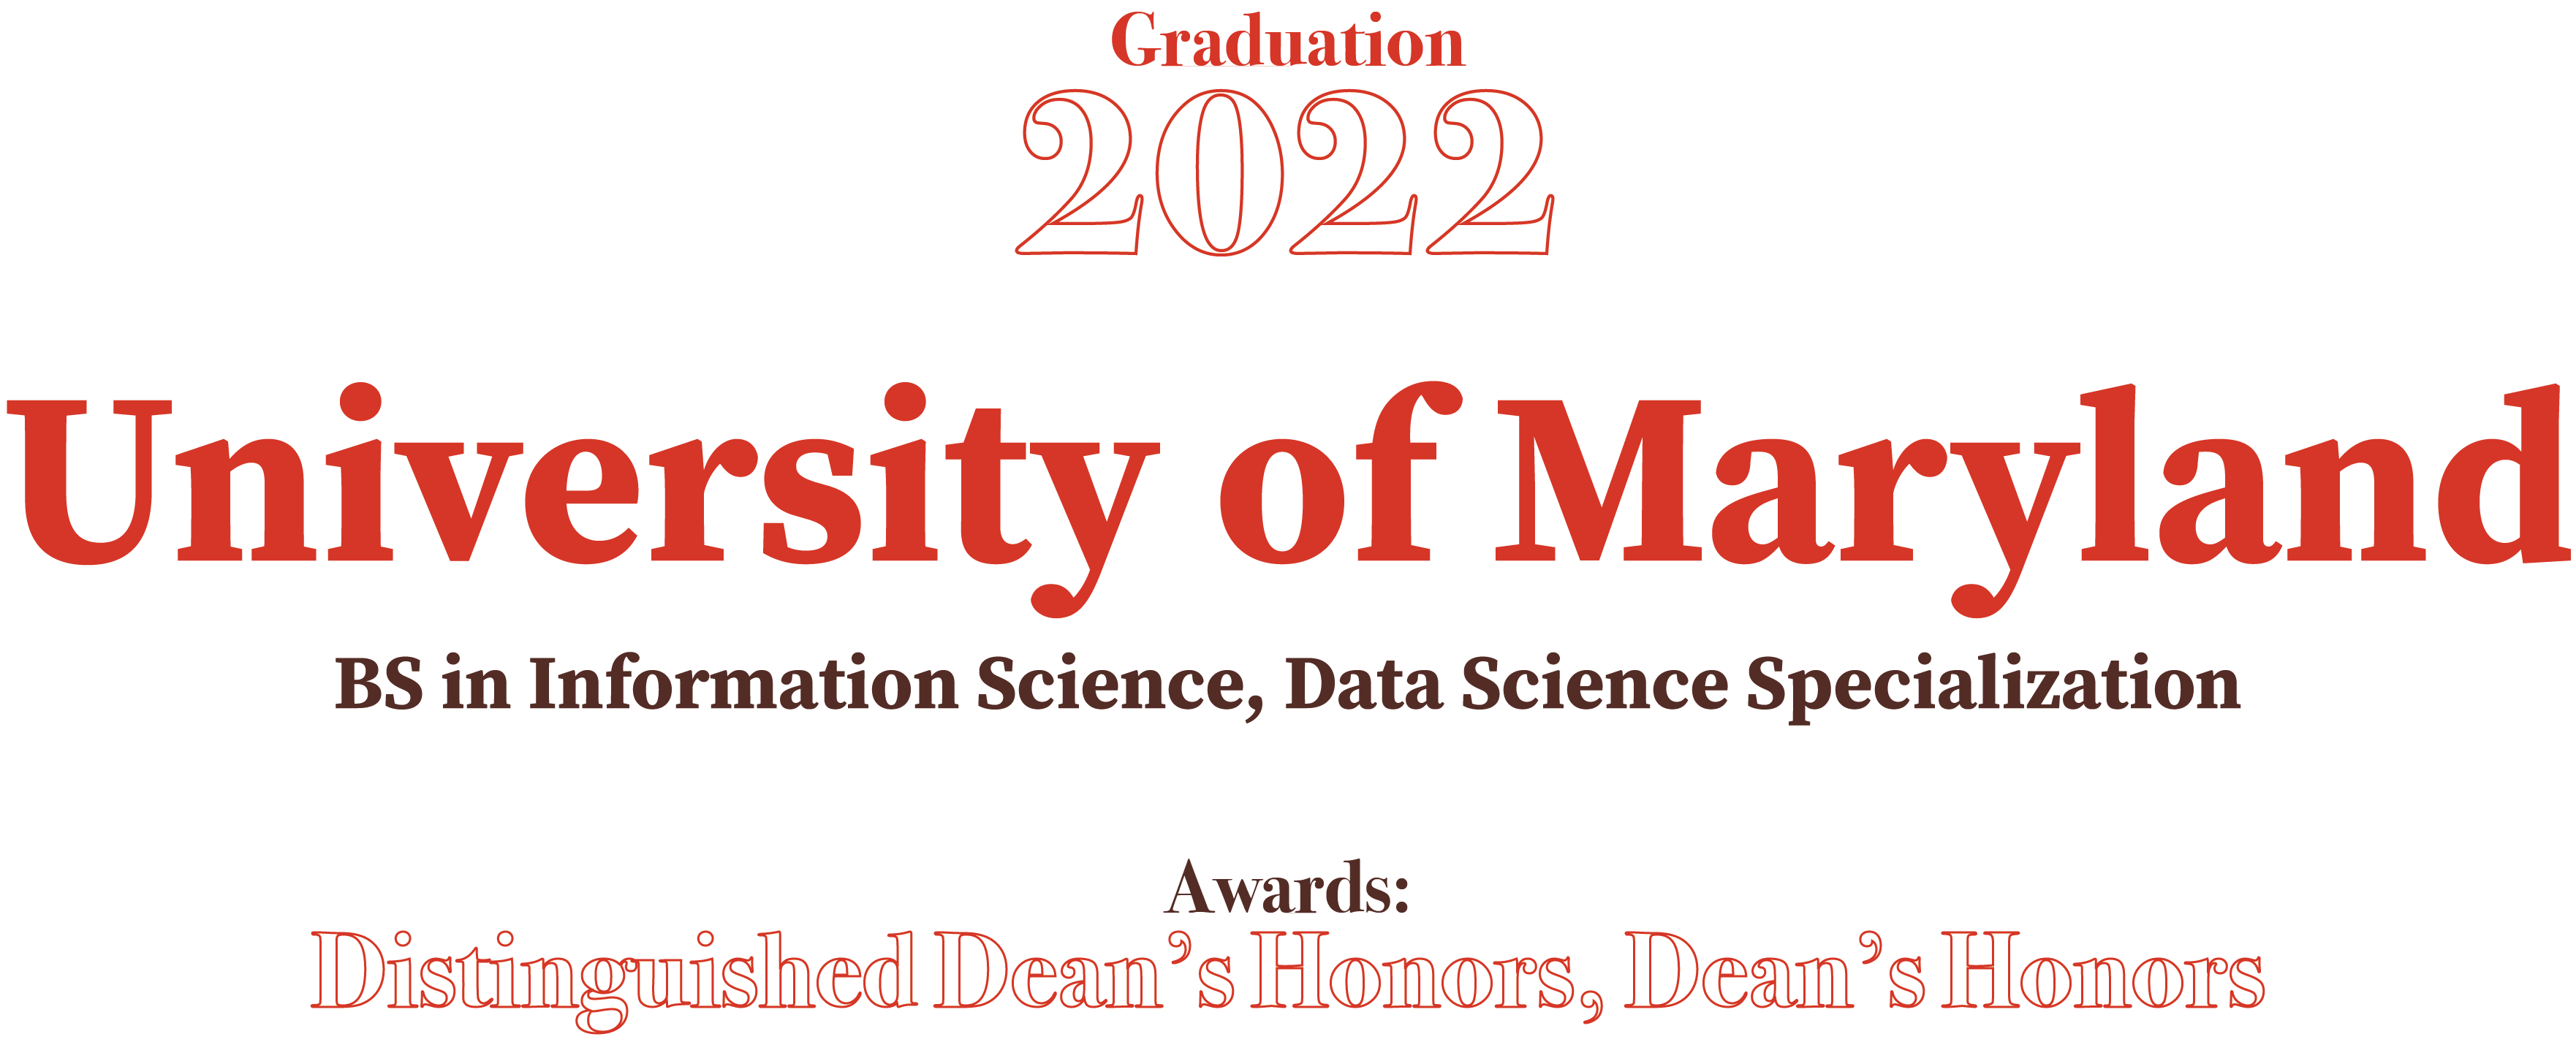 Graduation
2022
University of Maryland
BS in Information Science, Data Science Specialization
Awards:
Distinguished Dean’s Honors, Dean’s Honors